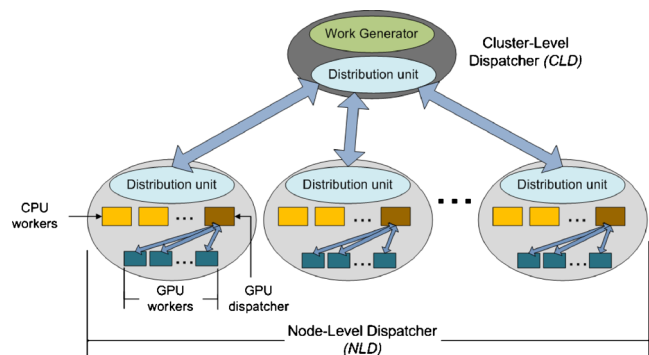 Work Generator
Cluster-Level
Dispatcher (CLD)
Distribution unit
Distribution unit
Distribution unit
Distribution unit
CPU
workers
...
...
...
...
...
...
...
GPU
workers
GPU
dispatcher
Node-Level Dispatcher
(NLD)